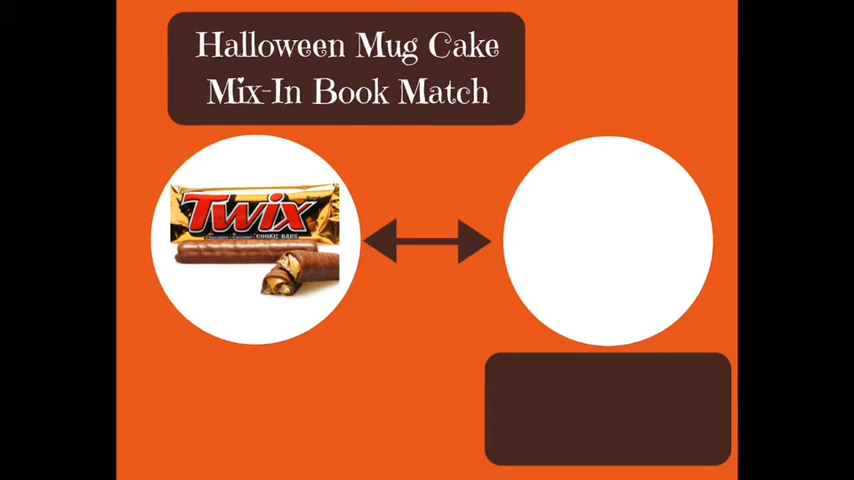 Halloween Mug Cake
Mix-In Book Match
TWIX
COOKIE BARS